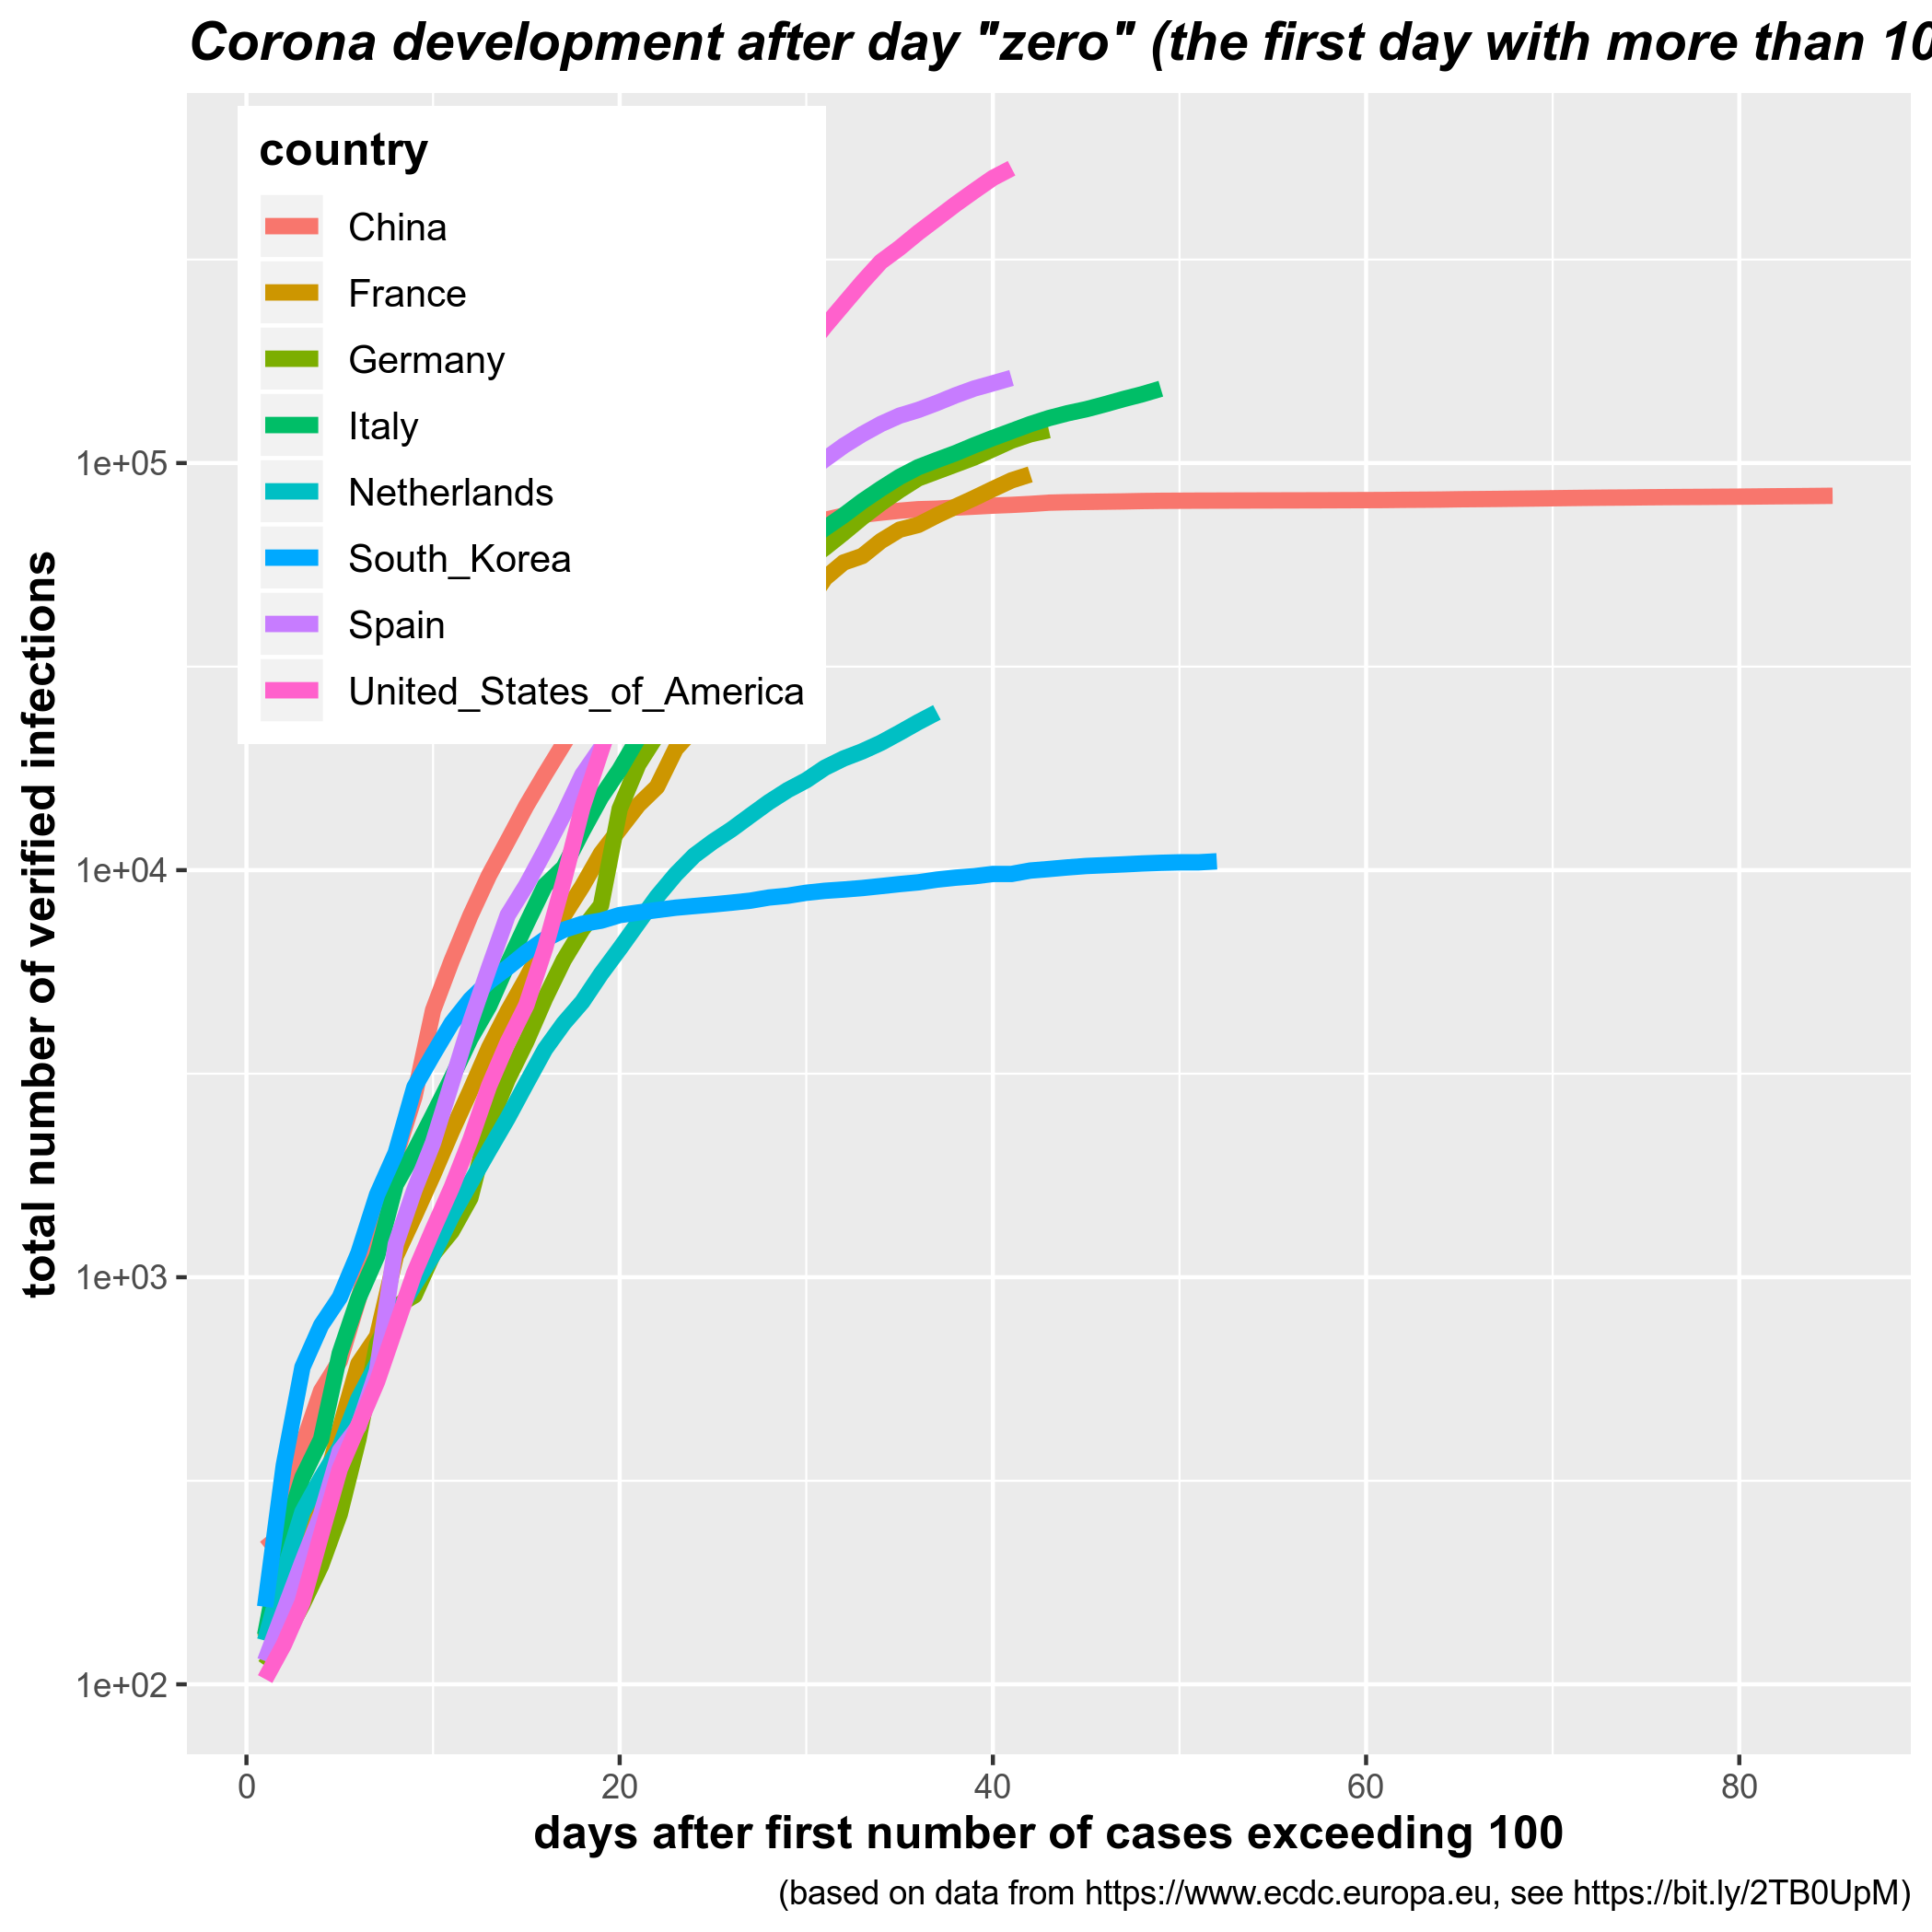 Corona development after day "zero" (the first day with more than 10
country
China
France
Germany
Italy
Netherlands
South_Korea
Spain
United_States_of_America
total number of verified infections
1e+05
1e+04
1e+03
1e+02
0 20 40 60 80
days after first number of cases exceeding 100
(based on data from https://www.ecdc.europa.eu, see https://bit.ly/2TB0UpM)